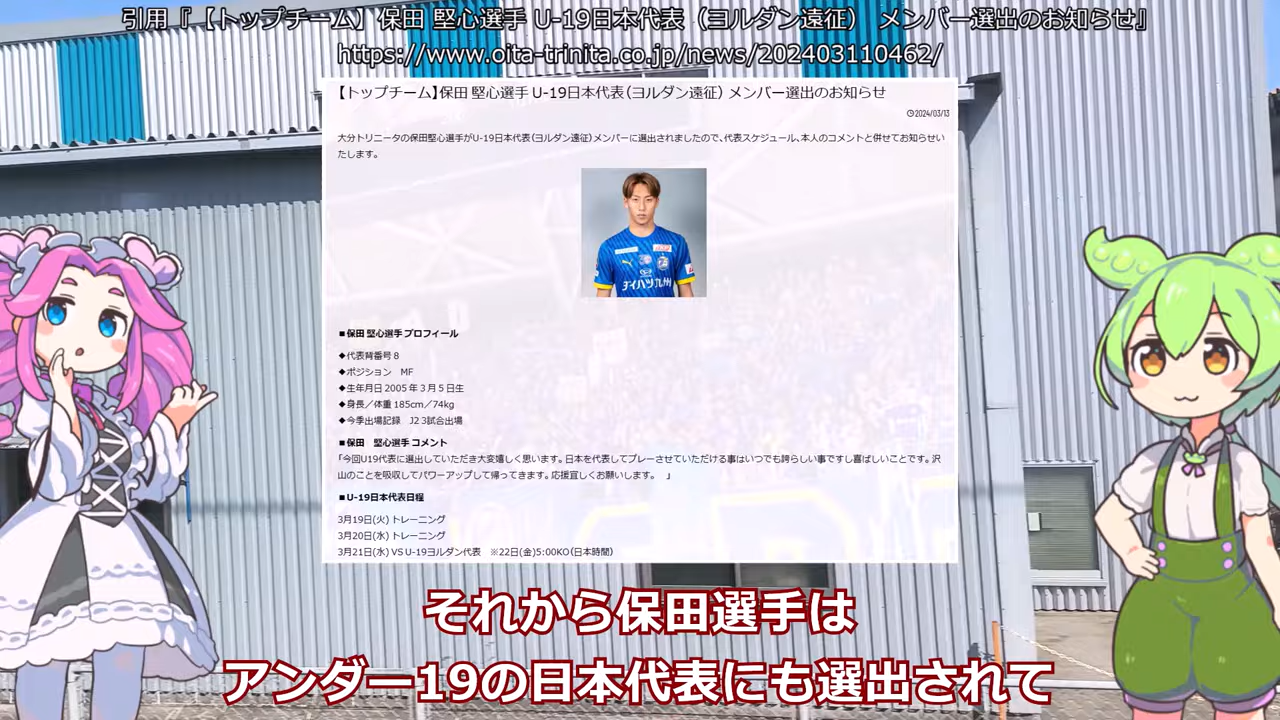 引用『【トップチーム】保田 堅心選手 U-19日本代表（ヨルダン遠征） メンバー選出のお知らせ』
https://www.oita-trinita.co.jp/news/202403110462/
【トップチーム】保田 堅心選手 U-19日本代表（ヨルダン遠征） メンバー選出のお知らせ
2024/03/13
大分トリニータの保田堅心選手がU-19日本代表（ヨルダン遠征）メンバーに選出されましたので、代表スケジュール、本人のコメントと併せてお知らせい
たします。
ダイハツ九州
■保田 堅心選手 プロフィール
◆代表背番号 8
◆ポジション　MF
◆生年月日 2005 年 3 月 5 日生
◆身長／体重 185cm／74kg
◆今季出場記録　J2 3試合出場
■保田　堅心選手 コメント
「今回U19代表に選出していただき大変嬉しく思います。日本を代表してプレーさせていただける事はいつでも誇らしい事ですし喜ばしいことです。沢
山のことを吸収してパワーアップして帰ってきます。応援宜しくお願いします。　」
■U-19日本代表日程
3月19日(火) トレーニング
3月20日(水) トレーニング
3月21日(木) VS U-19ヨルダン代表　※22日(金)5:00KO（日本時間）
それから保田選手は
アンダー19の日本代表にも選出されて